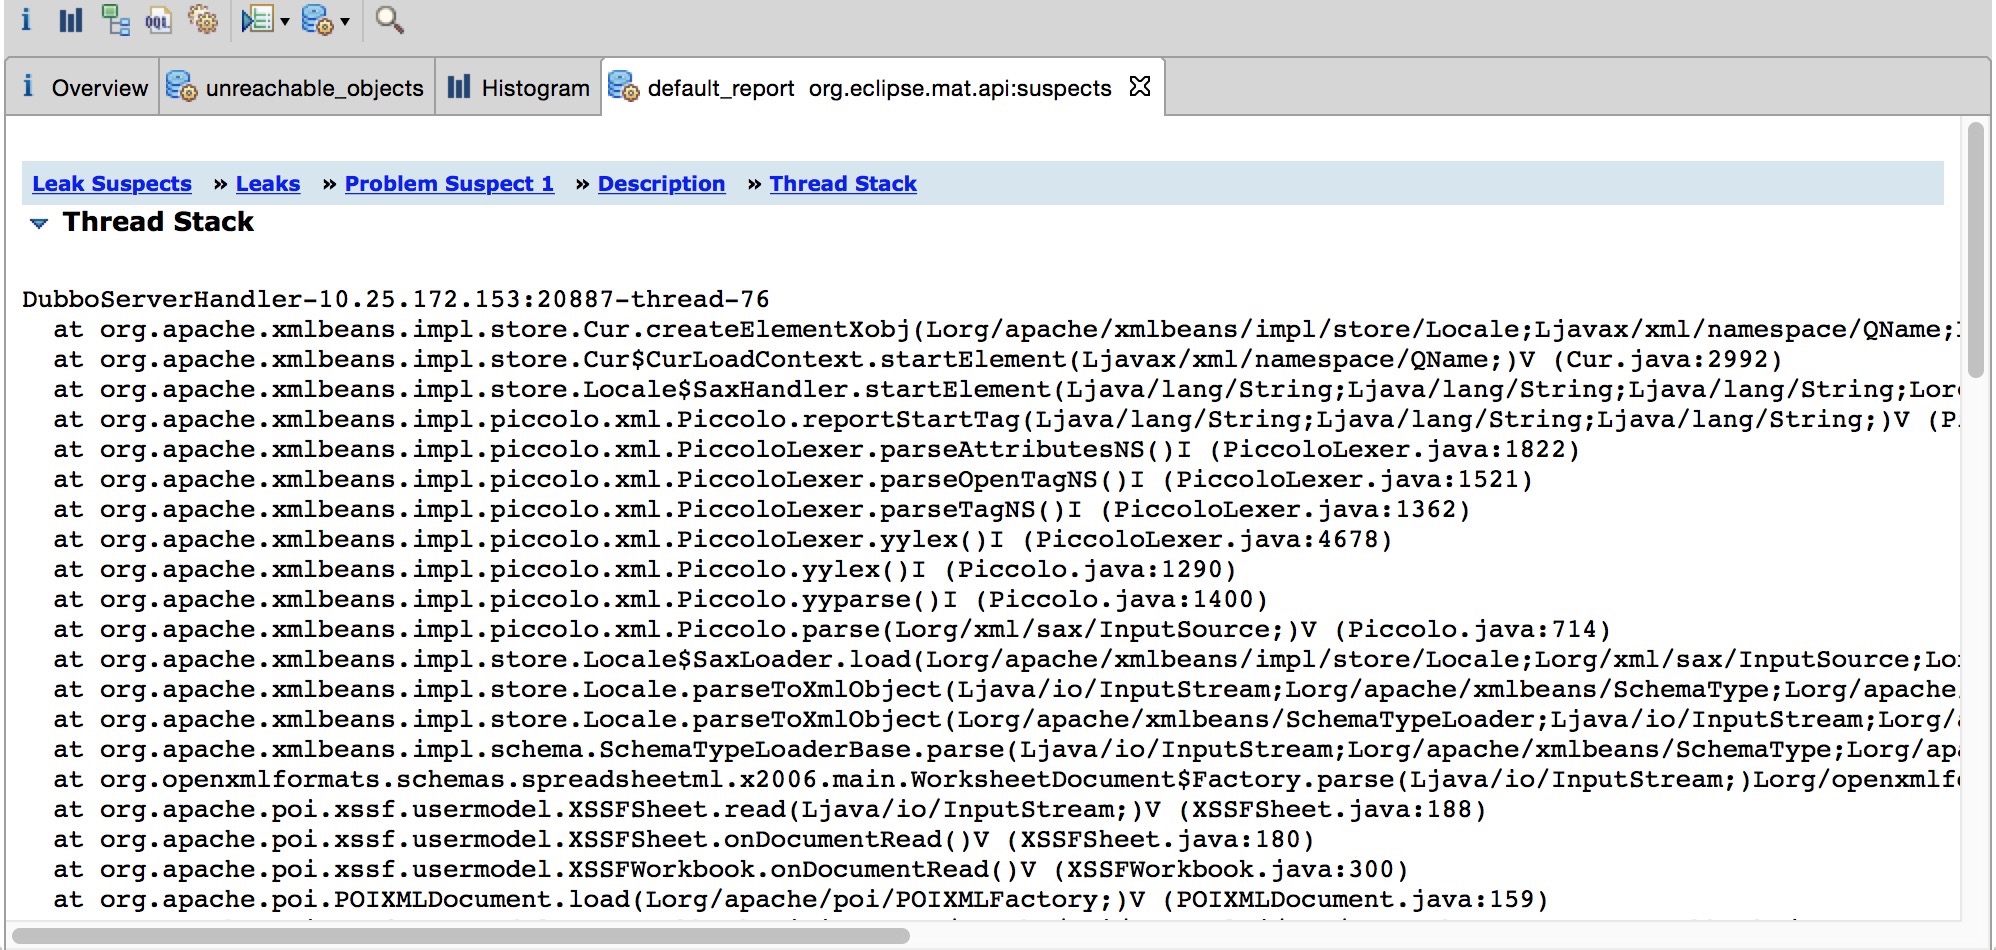 OQL
Overview unreachable_objects Histogram default_report org.eclipse.mat.api:suspects
Leak Suspects » Leaks » Problem Suspect 1 » Description » Thread Stack
Thread Stack
DubboServerHandler-10.25.172.153:20887-thread-76
at org.apache.xmlbeans.impl.store.Cur.createElementXobj(Lorg/apache/xmlbeans/impl/store/Locale;Ljavax/xml/namespace/QName;
at org.apache.xmlbeans.impl.store.Cur$CurLoadContext.startElement(Ljavax/xml/namespace/QName;)V (Cur.java:2992)
at org.apache.xmlbeans.impl.store.Locale$SaxHandler.startElement(Ljava/lang/String;Ljava/lang/String;Ljava/lang/String;Lor
at org.apache.xmlbeans.impl.piccolo.xml.Piccolo.reportStartTag(Ljava/lang/String;Ljava/lang/String;Ljava/lang/String;)V (P
at org.apache.xmlbeans.impl.piccolo.xml.PiccoloLexer.parseAttributesNS()I (PiccoloLexer.java:1822)
at org.apache.xmlbeans.impl.piccolo.xml.PiccoloLexer.parseOpenTagNS()I (PiccoloLexer.java:1521)
at org.apache.xmlbeans.impl.piccolo.xml.PiccoloLexer.parseTagNS()I (PiccoloLexer.java:1362)
at org.apache.xmlbeans.impl.piccolo.xml.PiccoloLexer.yylex()I (PiccoloLexer.java:4678)
at org.apache.xmlbeans.impl.piccolo.xml.Piccolo.yylex()I (Piccolo.java:1290)
at org.apache.xmlbeans.impl.piccolo.xml.Piccolo.yyparse()I (Piccolo.java:1400)
at org.apache.xmlbeans.impl.piccolo.xml.Piccolo.parse(Lorg/xml/sax/InputSource;)V (Piccolo.java:714)
at org.apache.xmlbeans.impl.store.Locale$SaxLoader.load(Lorg/apache/xmlbeans/impl/store/Locale;Lorg/xml/sax/InputSource;Lo
at org.apache.xmlbeans.impl.store.Locale.parseToXmlObject(Ljava/io/InputStream;Lorg/apache/xmlbeans/SchemaType;Lorg/apache
at org.apache.xmlbeans.impl.store.Locale.parseToXmlObject(Lorg/apache/xmlbeans/SchemaTypeLoader;Ljava/io/InputStream;Lorg/
at org.apache.xmlbeans.impl.schema.SchemaTypeLoaderBase.parse(Ljava/io/InputStream;Lorg/apache/xmlbeans/SchemaType;Lorg/ap
at org.openxmlformats.schemas.spreadsheetml.x2006.main.WorksheetDocument$Factory.parse(Ljava/io/InputStream;)Lorg/openxmlf
at org.apache.poi.xssf.usermodel.XSSFSheet.read(Ljava/io/InputStream;)V (XSSFSheet.java:188)
at org.apache.poi.xssf.usermodel.XSSFSheet.onDocumentRead()V (XSSFSheet.java:180)
at org.apache.poi.xssf.usermodel.XSSFWorkbook.onDocumentRead()V (XSSFWorkbook.java:300)
at org.apache.poi.POIXMLDocument.load(Lorg/apache/poi/POIXMLFactory;)V (POIXMLDocument.java:159)